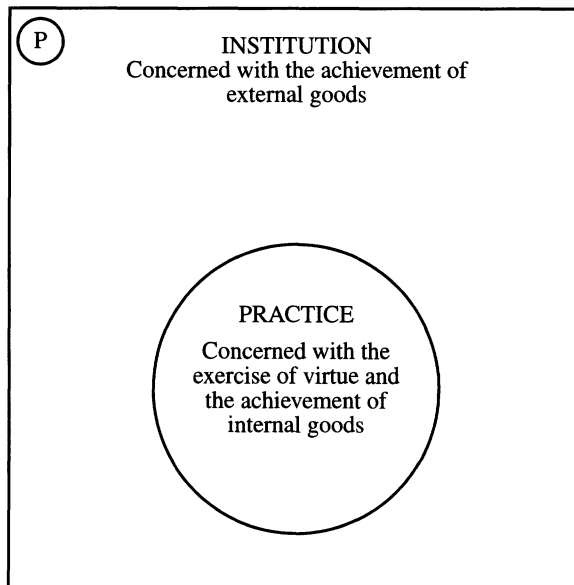 P
INSTITUTION
Concerned with the achievement of
external goods
PRACTICE
Concerned with the
exercise of virtue and
the achievement of
internal goods